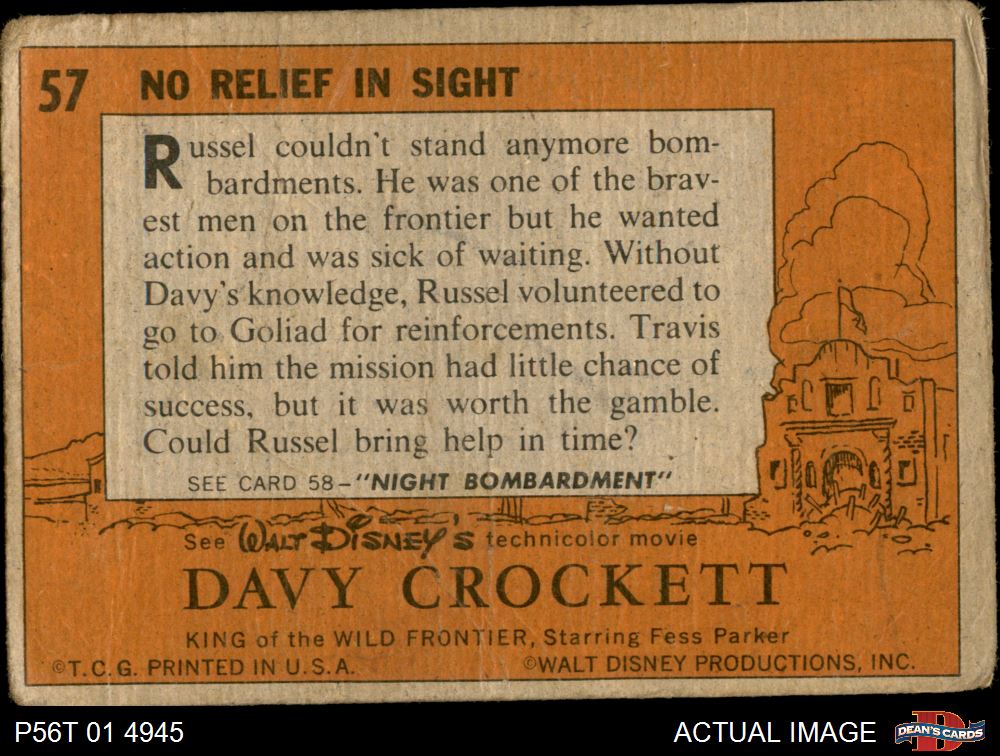 57 NO RELIEF IN SIGHT
Russel couldn't stand anymore bom-
bardments. He was one of the brav-
est men on the frontier but he wanted
action and was sick of waiting. Without
Davy's knowledge, Russel volunteered to
go to Goliad for reinforcements. Travis
told him the mission had little chance of
success, but it was worth the gamble.
Could Russel bring help in time?
SEE CARD 58-"NIGHT BOMBARDMENT"
See WALT DISNEY'S technicolor movie
DAVY CROCKETT
KING of the WILD FRONTIER, Starring Fess Parker
©T.C.G. PRINTED IN U.S.A. ©WALT DISNEY PRODUCTIONS, INC.
P56T 01 4945 ACTUAL IMAGE D DEAN'S CARDS